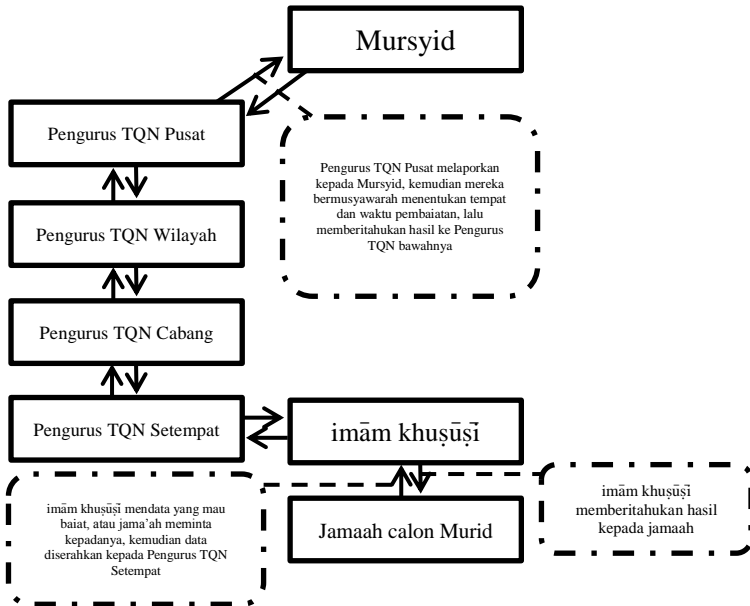 Mursyid
Pengurus TQN Pusat
Pengurus TQN Pusat melaporkan
kepada Mursyid, kemudian mereka
bermusyawarah menentukan tempat
dan waktu pembaiatan, lalu
memberitahukan hasil ke Pengurus
TQN bawahnya
Pengurus TQN Wilayah
Pengurus TQN Cabang
Pengurus TQN Setempat
imām khuṣūṣī
imām khuṣūṣī mendata yang mau
baiat, atau jama’ah meminta
kepadanya, kemudian data
diserahkan kepada Pengurus TQN
Setempat
Jamaah calon Murid
imām khuṣūṣī
memberitahukan hasil
kepada jamaah